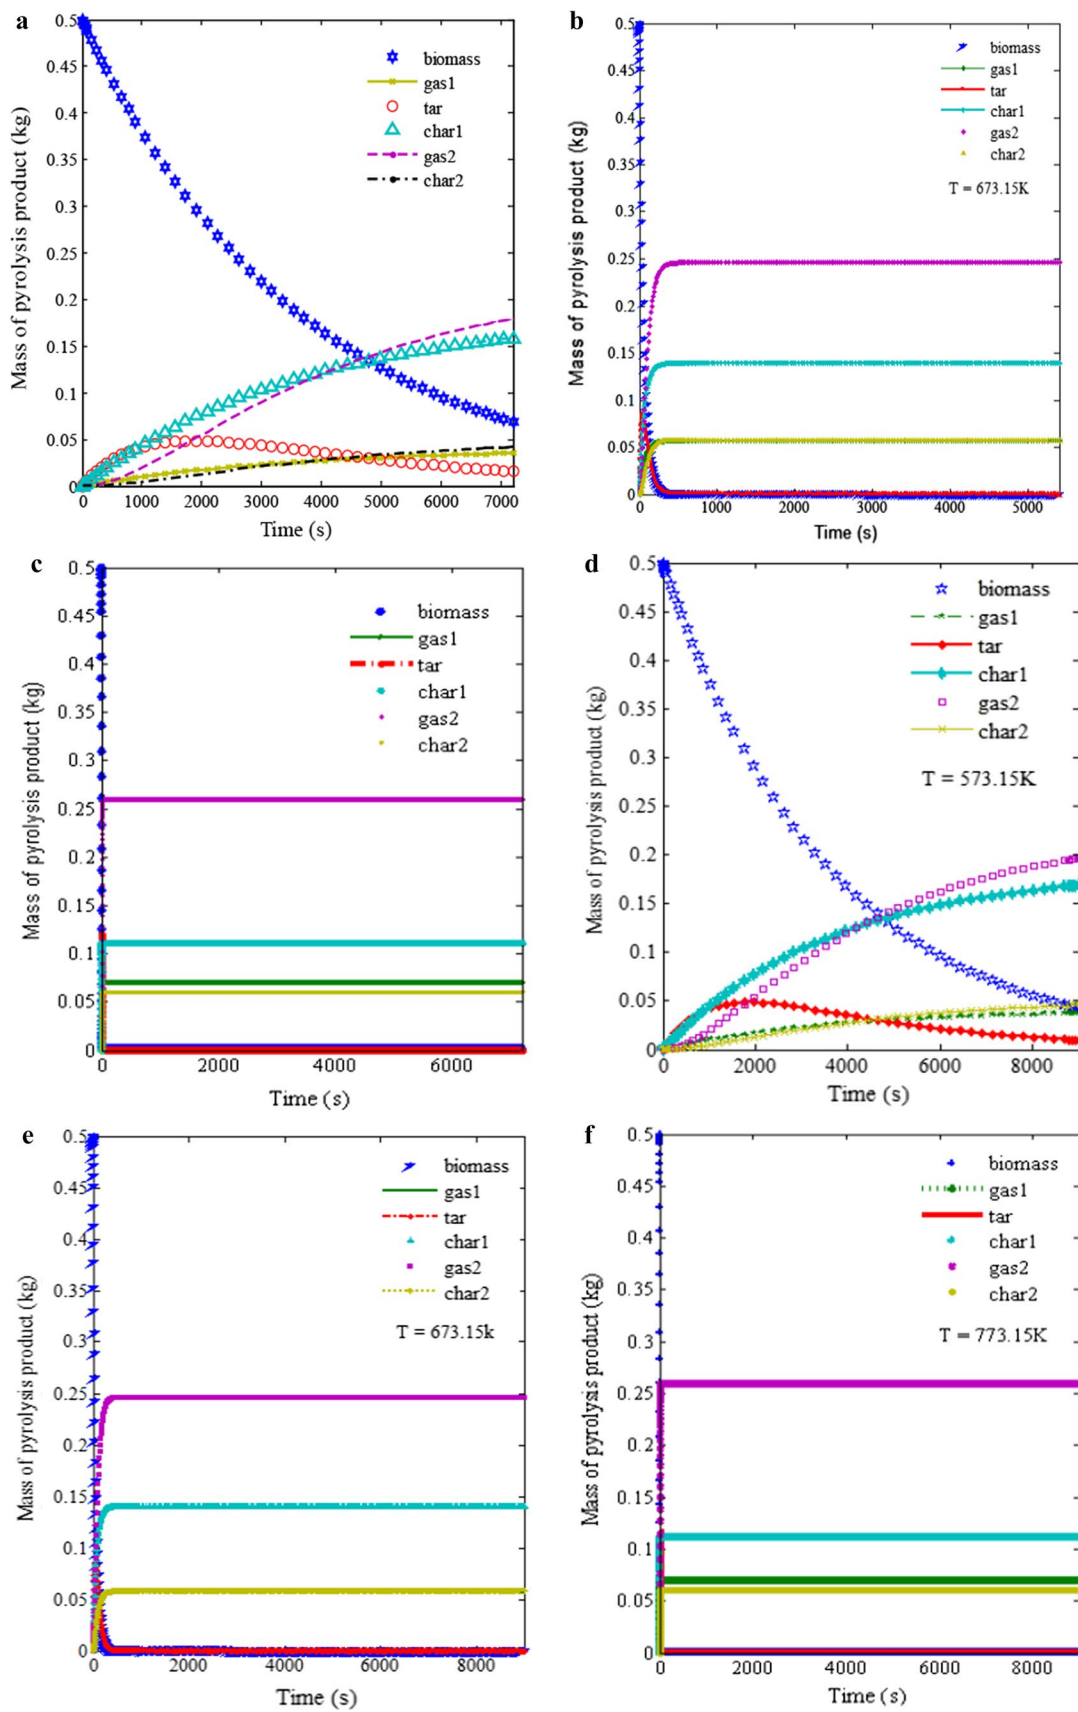 a
Mass of pyrolysis product (kg)
0.5
0.45
0.4
0.35
0.3
0.25
0.2
0.15
0.1
0.05
0
0 1000 2000 3000 4000 5000 6000 7000
Time (s)
biomass
gas1
tar
char1
gas2
char2
b
Mass of pyrolysis product (kg)
0.5
0.45
0.4
0.35
0.3
0.25
0.2
0.15
0.1
0.05
0
0 1000 2000 3000 4000 5000
Time (s)
biomass
gas1
tar
char1
gas2
char2
T = 673.15K
c
Mass of pyrolysis product (kg)
0.5
0.45
0.4
0.35
0.3
0.25
0.2
0.15
0.1
0.05
0
0 2000 4000 6000
Time (s)
biomass
gas1
tar
char1
gas2
char2
d
Mass of pyrolysis product (kg)
0.5
0.45
0.4
0.35
0.3
0.25
0.2
0.15
0.1
0.05
0
0 2000 4000 6000 8000
Time (s)
biomass
gas1
tar
char1
gas2
char2
T = 573.15K
e
Mass of pyrolysis product (kg)
0.5
0.45
0.4
0.35
0.3
0.25
0.2
0.15
0.1
0.05
0
0 2000 4000 6000 8000
Time (s)
biomass
gas1
tar
char1
gas2
char2
T = 673.15k
f
Mass of pyrolysis product (kg)
0.5
0.45
0.4
0.35
0.3
0.25
0.2
0.15
0.1
0.05
0
0 2000 4000 6000 8000
Time (s)
biomass
gas1
tar
char1
gas2
char2
T = 773.15K